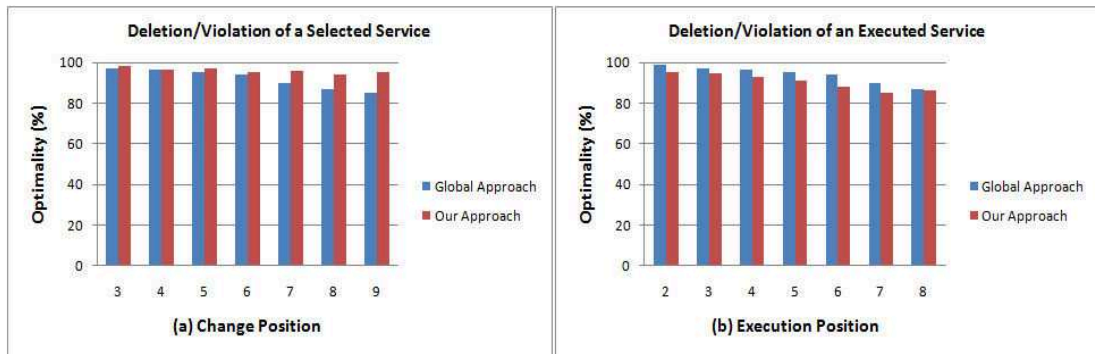 Deletion/Violation of a Selected Service
Optimality (%)
100
80
60
40
20
0
3 4 5 6 7 8 9
(a) Change Position
Global Approach
Our Approach
Deletion/Violation of an Executed Service
Optimality (%)
100
80
60
40
20
0
2 3 4 5 6 7 8
(b) Execution Position
Global Approach
Our Approach